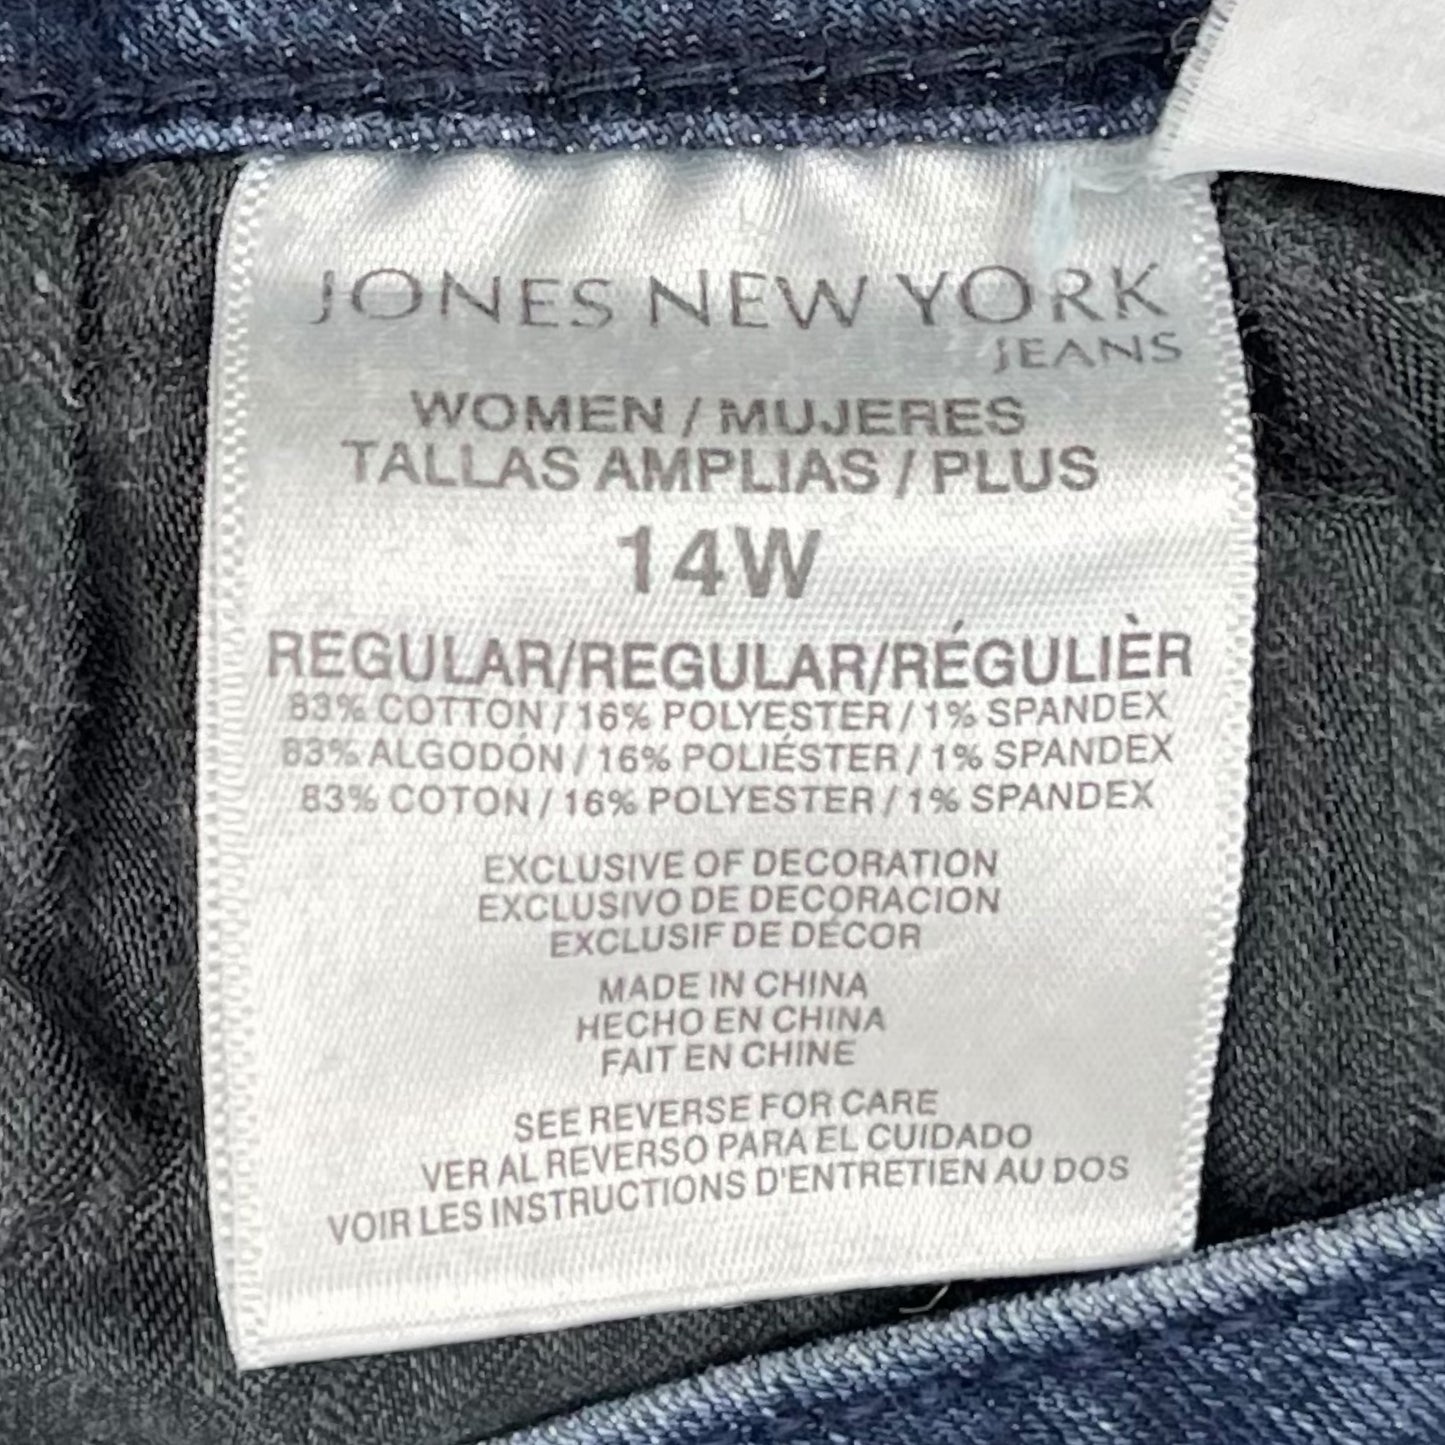 JONES NEW YORK
JEANS
WOMEN / MUJERES
TALLAS AMPLIAS / PLUS
14W
REGULAR/REGULAR/RÉGULIÈR
83% COTTON / 16% POLYESTER / 1% SPANDEX
83% ALGODÓN / 16% POLIÉSTER / 1% SPANDEX
83% COTON / 16% POLYESTER / 1% SPANDEX
EXCLUSIVE OF DECORATION
EXCLUSIVO DE DECORACION
EXCLUSIF DE DÉCOR
MADE IN CHINA
HECHO EN CHINA
FAIT EN CHINE
SEE REVERSE FOR CARE
VER AL REVERSO PARA EL CUIDADO
VOIR LES INSTRUCTIONS D'ENTRETIEN AU DOS